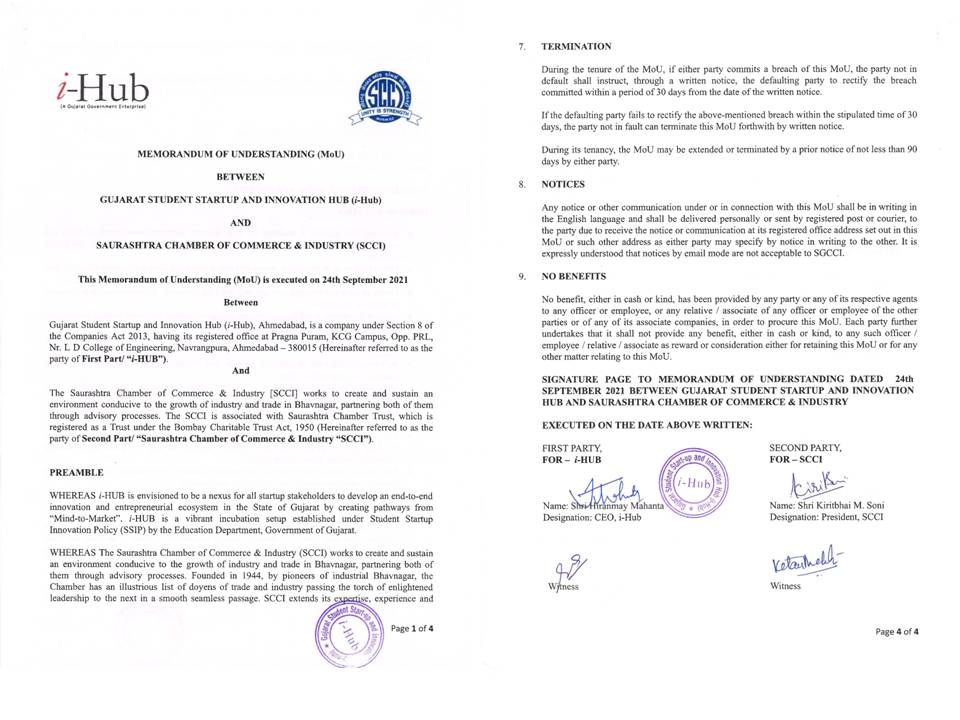 i-Hub
(A Gujarat Government Enterprise)
SCCI
UNITY IS STRENGTH
MEMORANDUM OF UNDERSTANDING (MoU)
BETWEEN
GUJARAT STUDENT STARTUP AND INNOVATION HUB (i-Hub)
AND
SAURASHTRA CHAMBER OF COMMERCE & INDUSTRY (SCCI)
This Memorandum of Understanding (MoU) is executed on 24th September 2021
Between
Gujarat Student Startup and Innovation Hub (i-Hub), Ahmedabad, is a company under Section 8 of
the Companies Act 2013, having its registered office at Pragna Puram, KCG Campus, Opp. PRL,
Nr. L D College of Engineering, Navrangpura, Ahmedabad – 380015 (Hereinafter referred to as the
party of First Part/ “i-HUB”).
And
The Saurashtra Chamber of Commerce & Industry [SCCI] works to create and sustain an
environment conducive to the growth of industry and trade in Bhavnagar, partnering both of them
through advisory processes. The SCCI is associated with Saurashtra Chamber Trust, which is
registered as a Trust under the Bombay Charitable Trust Act, 1950 (Hereinafter referred to as the
party of Second Part/ “Saurashtra Chamber of Commerce & Industry “SCCI”).
PREAMBLE
WHEREAS i-HUB is envisioned to be a nexus for all startup stakeholders to develop an end-to-end
innovation and entrepreneurial ecosystem in the State of Gujarat by creating pathways from
“Mind-to-Market”. i-HUB is a vibrant incubation setup established under Student Startup
Innovation Policy (SSIP) by the Education Department, Government of Gujarat.
WHEREAS The Saurashtra Chamber of Commerce & Industry (SCCI) works to create and sustain
an environment conducive to the growth of industry and trade in Bhavnagar, partnering both of
them through advisory processes. Founded in 1944, by pioneers of industrial Bhavnagar, the
Chamber has an illustrious list of doyens of trade and industry passing the torch of enlightened
leadership to the next in a smooth seamless passage. SCCI extends its expertise, experience and
Gujarat Student Start-up and Innovation
i-Hub
Page 1 of 4
7. TERMINATION
During the tenure of the MoU, if either party commits a breach of this MoU, the party not in
default shall instruct, through a written notice, the defaulting party to rectify the breach
committed within a period of 30 days from the date of the written notice.
If the defaulting party fails to rectify the above-mentioned breach within the stipulated time of 30
days, the party not in fault can terminate this MoU forthwith by written notice.
During its tenancy, the MoU may be extended or terminated by a prior notice of not less than 90
days by either party.
8. NOTICES
Any notice or other communication under or in connection with this MoU shall be in writing in
the English language and shall be delivered personally or sent by registered post or courier, to
the party due to receive the notice or communication at its registered office address set out in this
MoU or such other address as either party may specify by notice in writing to the other. It is
expressly understood that notices by email mode are not acceptable to SGCCI.
9. NO BENEFITS
No benefit, either in cash or kind, has been provided by any party or any of its respective agents
to any officer or employee, or any relative / associate of any officer or employee of the other
parties or of any of its associate companies, in order to procure this MoU. Each party further
undertakes that it shall not provide any benefit, either in cash or kind, to any such officer /
employee / relative / associate as reward or consideration either for retaining this MoU or for any
other matter relating to this MoU.
SIGNATURE PAGE TO MEMORANDUM OF UNDERSTANDING DATED 24th
SEPTEMBER 2021 BETWEEN GUJARAT STUDENT STARTUP AND INNOVATION
HUB AND SAURASHTRA CHAMBER OF COMMERCE & INDUSTRY
EXECUTED ON THE DATE ABOVE WRITTEN:
FIRST PARTY,
FOR – i-HUB
Name: Shri Hiranmay Mahanta
Designation: CEO, i-Hub
Gujarat Student Start-up and Innovation Hub
i-Hub
SECOND PARTY,
FOR – SCCI
Name: Shri Kiritbhai M. Soni
Designation: President, SCCI
Witness
Witness
Page 4 of 4